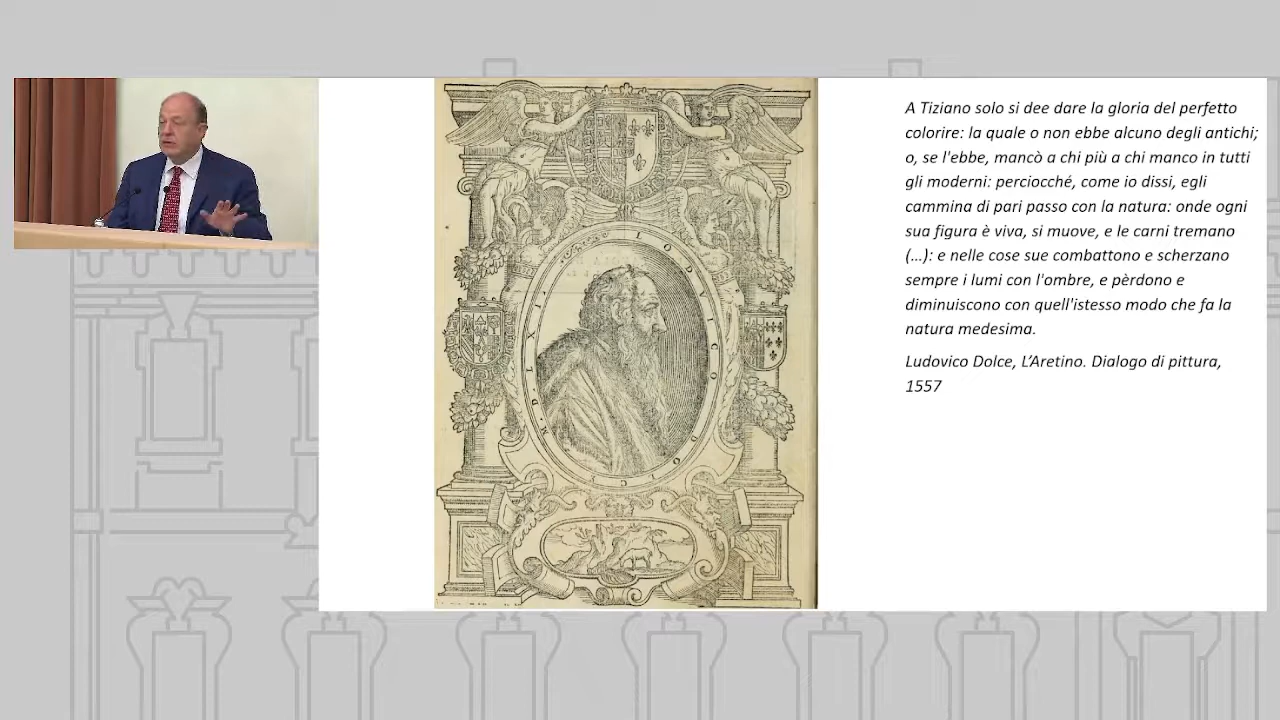 A Tiziano solo si dee dare la gloria del perfetto
colorire: la quale o non ebbe alcuno degli antichi;
o, se l'ebbe, mancò a chi più a chi manco in tutti
gli moderni: perciocché, come io dissi, egli
cammina di pari passo con la natura: onde ogni
sua figura è viva, si muove, e le carni tremano
(...): e nelle cose sue combattono e scherzano
sempre i lumi con l'ombre, e pèrdono e
diminuiscono con quell'istesso modo che fa la
natura medesima.
Ludovico Dolce, L'Aretino. Dialogo di pittura,
1557
M. D. L X I I.
L O D O V I C O
D O